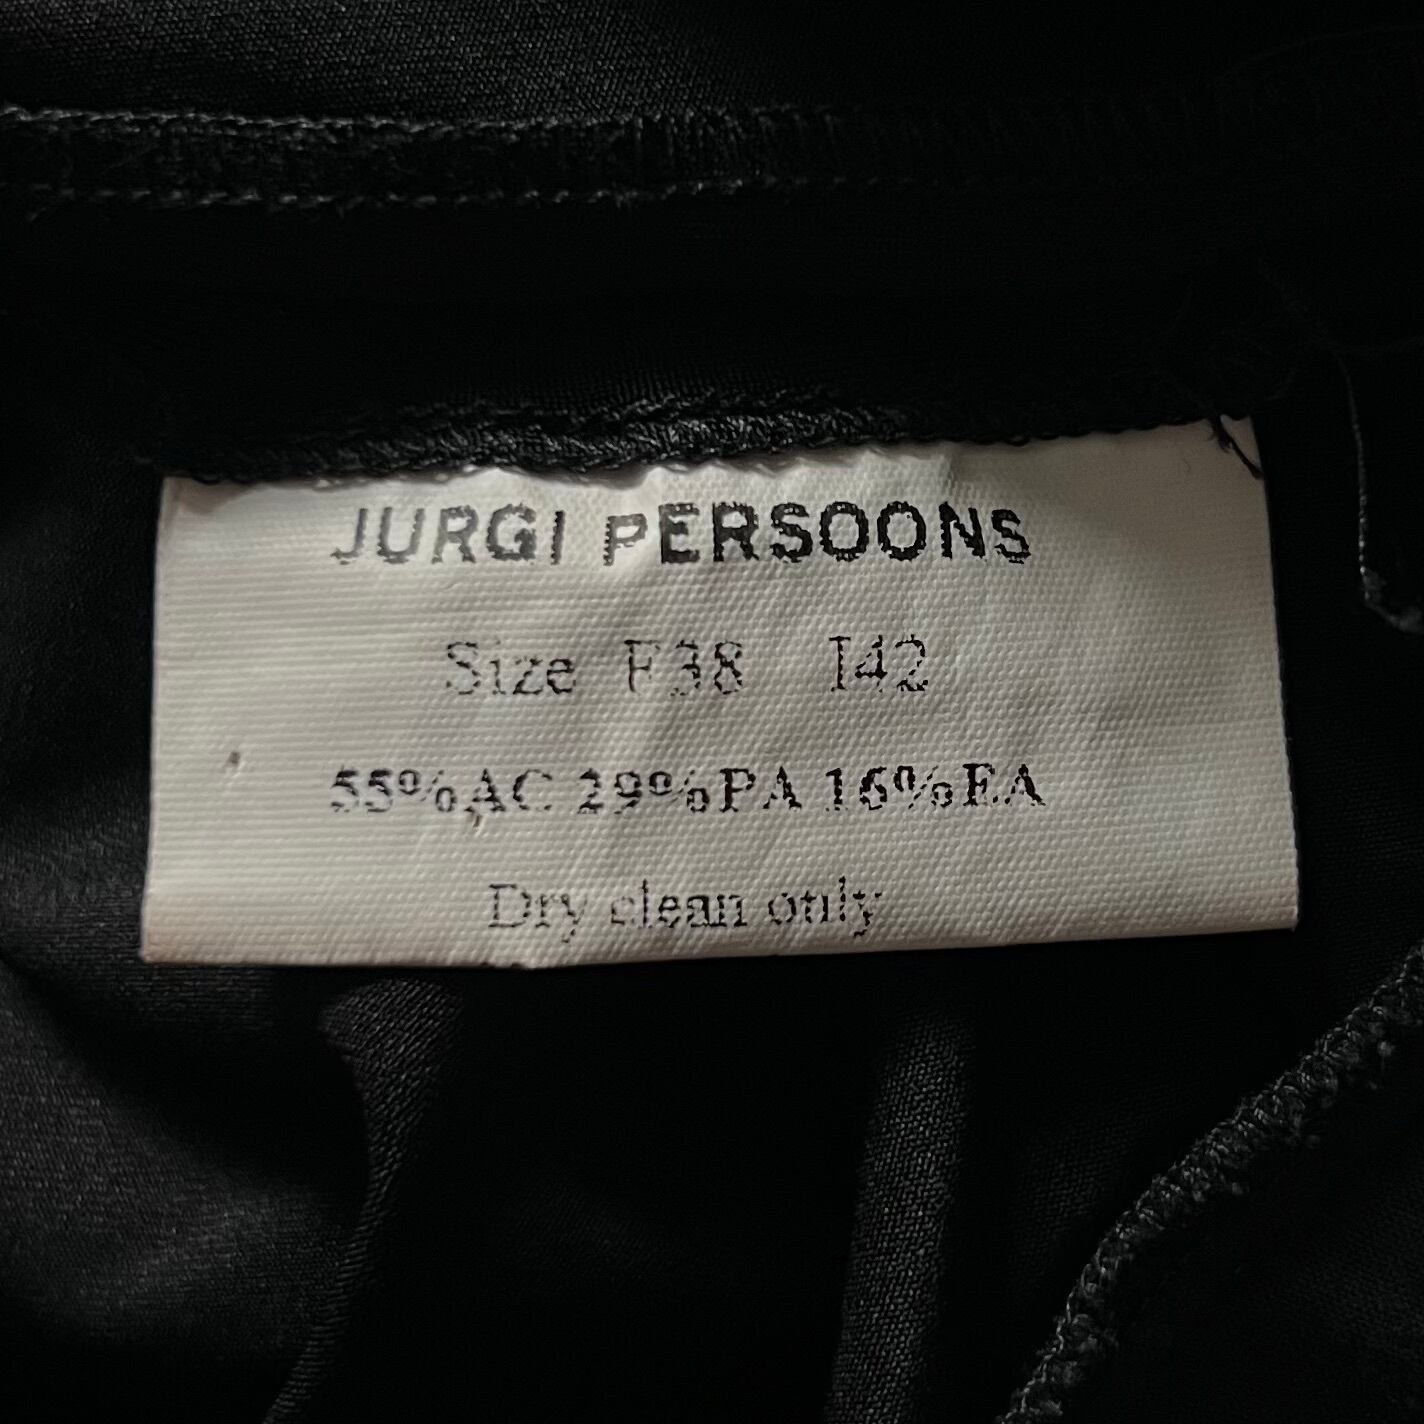 JURGI PERSOONS
Size F38 I42
55%AC 29%PA 16%EA
Dry clean only